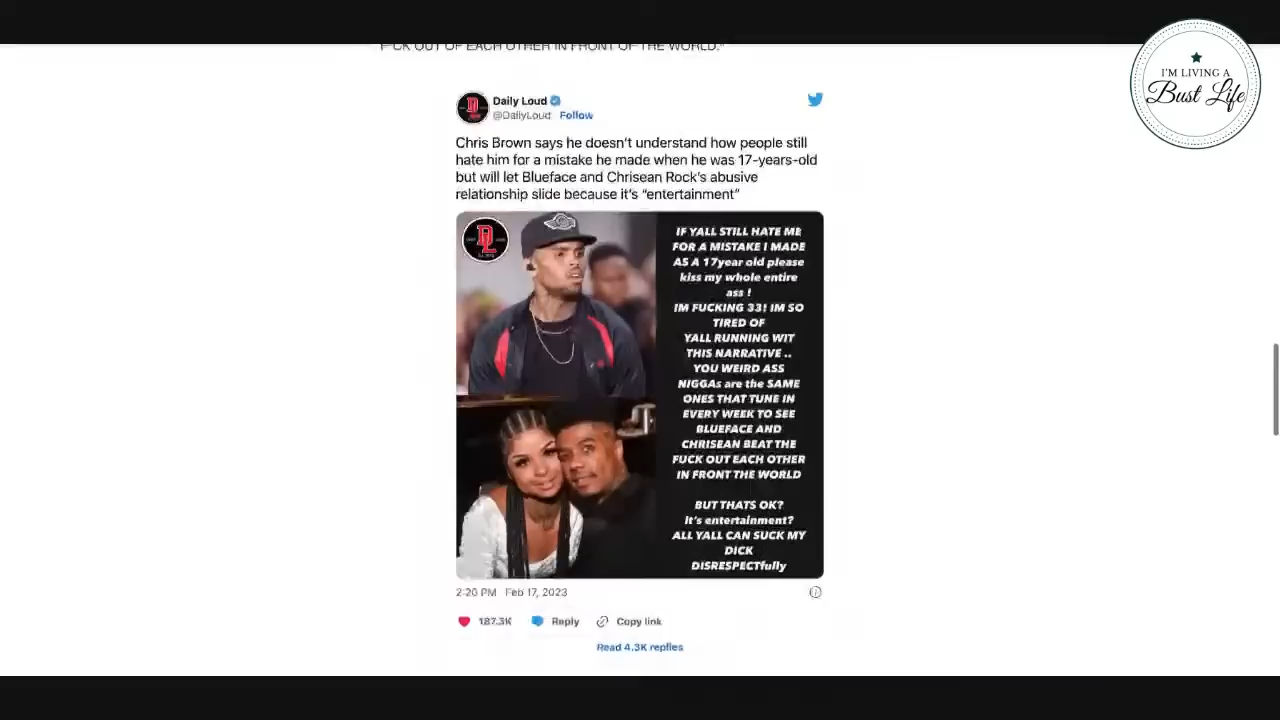 F*CK OUT OF EACH OTHER IN FRONT OF THE WORLD."
I'M LIVING A
Bust Life
Daily Loud
@DailyLoud Follow
Chris Brown says he doesn't understand how people still
hate him for a mistake he made when he was 17-years-old
but will let Blueface and Chrisean Rock's abusive
relationship slide because it's "entertainment"
DL
IF YALL STILL HATE ME
FOR A MISTAKE I MADE
AS A 17year old please
kiss my whole entire
ass !
IM FUCKING 33! IM SO
TIRED OF
YALL RUNNING WIT
THIS NARRATIVE ..
YOU WEIRD ASS
NIGGAs are the SAME
ONES THAT TUNE IN
EVERY WEEK TO SEE
BLUEFACE AND
CHRISEAN BEAT THE
FUCK OUT EACH OTHER
IN FRONT THE WORLD
BUT THATS OK?
It's entertainment?
ALL YALL CAN SUCK MY
DICK
DISRESPECTfully
2:20 PM Feb 17, 2023
187.3K Reply Copy link
Read 4.3K replies